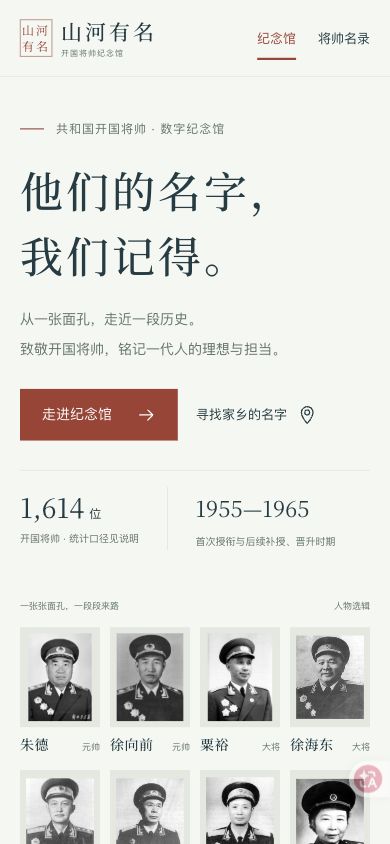 山河有名
山河有名
开国将帅纪念馆
纪念馆
将帅名录
共和国开国将帅 · 数字纪念馆
他们的名字，
我们记得。
从一张面孔，走近一段历史。
致敬开国将帅，铭记一代人的理想与担当。
走进纪念馆 →
寻找家乡的名字
1,614 位
开国将帅 · 统计口径见说明
1955—1965
首次授衔与后续补授、晋升时期
一张张面孔，一段段来路
人物选辑
朱德 元帅
徐向前 元帅
粟裕 大将
徐海东 大将